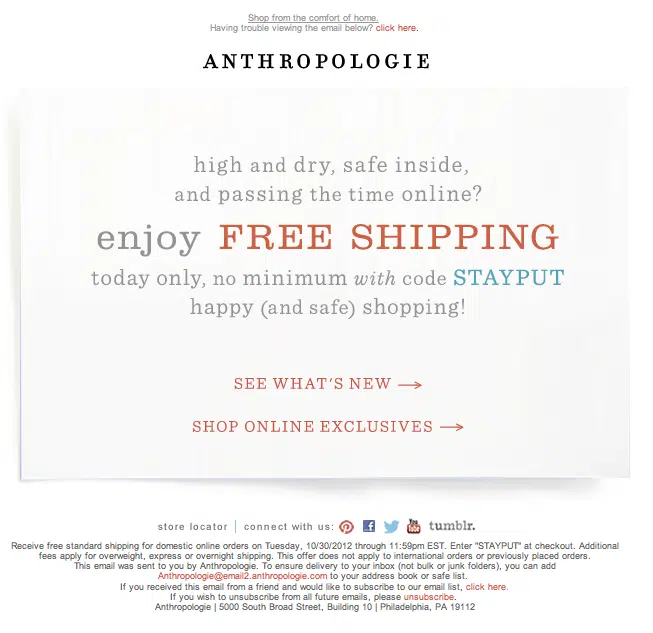 Shop from the comfort of home.
Having trouble viewing the email below? click here.
ANTHROPOLOGIE
high and dry, safe inside,
and passing the time online?
enjoy FREE SHIPPING
today only, no minimum with code STAYPUT
happy (and safe) shopping!
SEE WHAT'S NEW →
SHOP ONLINE EXCLUSIVES →
store locator | connect with us: tumblr.
Receive free standard shipping for domestic online orders on Tuesday, 10/30/2012 through 11:59pm EST. Enter "STAYPUT" at checkout. Additional
fees apply for overweight, express or overnight shipping. This offer does not apply to international orders or previously placed orders.
This email was sent to you by Anthropologie. To ensure delivery to your inbox (not bulk or junk folders), you can add
Anthropologie@email2.anthropologie.com to your address book or safe list.
If you received this email from a friend and would like to subscribe to our email list, click here.
If you wish to unsubscribe from all future emails, please unsubscribe.
Anthropologie | 5000 South Broad Street, Building 10 | Philadelphia, PA 19112